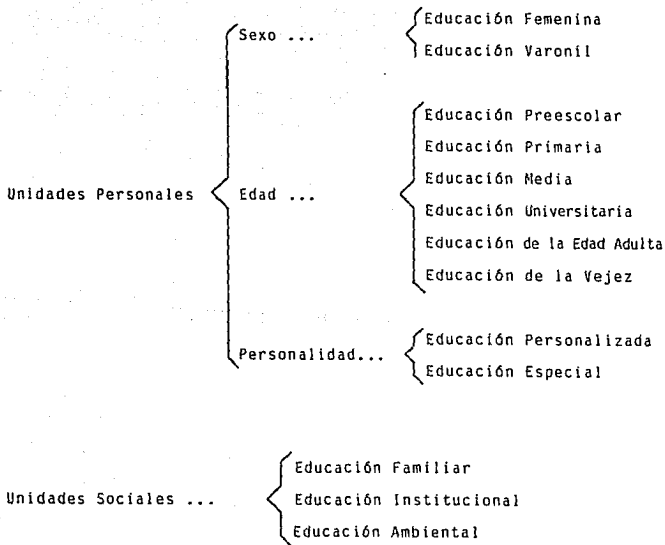 Educación Femenina
Sexo ...
Educación Varonil
Educación Preescolar
Educación Primaria
Educación Media
Unidades Personales Edad ...
Educación Universitaria
Educación de la Edad Adulta
Educación de la Vejez
Educación Personalizada
Personalidad...
Educación Especial
Educación Familiar
Unidades Sociales ... Educación Institucional
Educación Ambiental